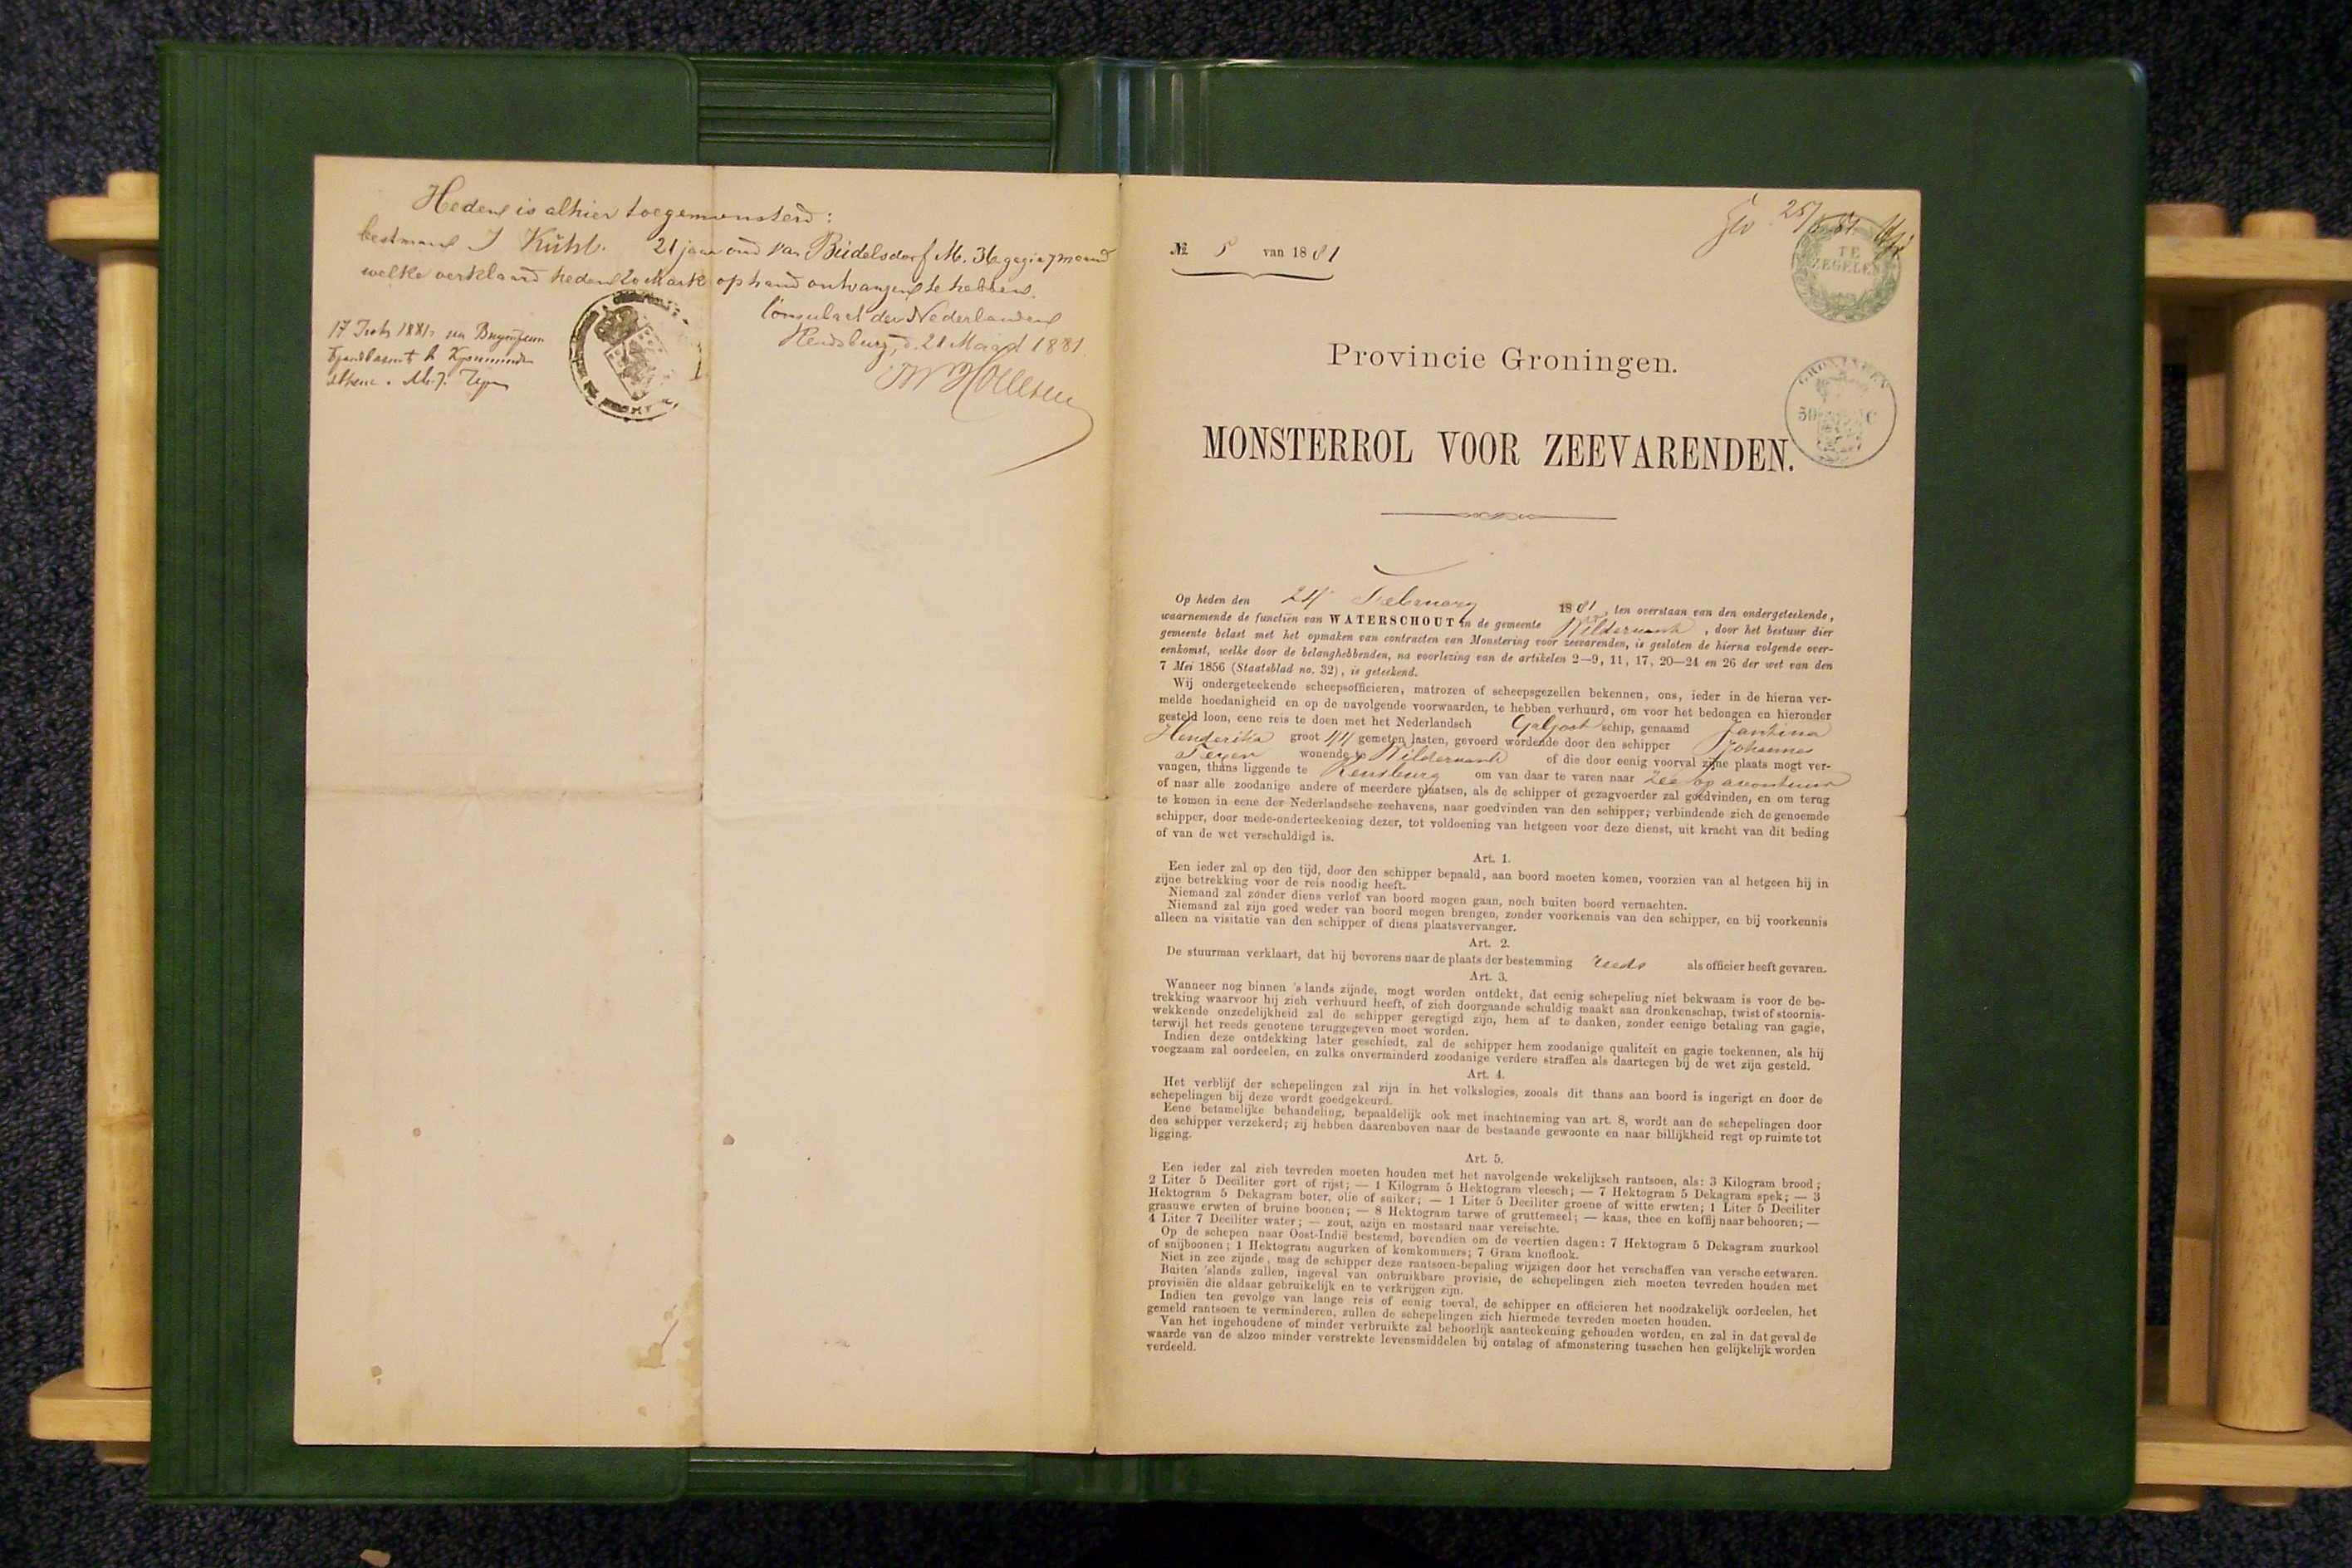 Heden is alhier toegemonsterd:
bestman J Kühl. 21 jaar oud van Büdelsdorf M. 36 gagie p maand
welke verklaard heden 20 Mark op hand ontvangen te hebben.
Consulaat der Nederlanden
Rendsburg, d. 21 Maart 1881.
17 1881
№ 5 van 1881
TE ZEGELEN
Provincie Groningen.
GRONINGEN
50 C
MONSTERROL VOOR ZEEVARENDEN.
Op heden den 24 February 1881, ten overstaan van den ondergeteekende,
waarnemende de functiën van WATERSCHOUT in de gemeente Wildervank, door het bestuur dier
gemeente belast met het opmaken van contracten van Monstering voor zeevarenden, is gesloten de hierna volgende over-
eenkomst, welke door de belanghebbenden, na voorlezing van de artikelen 2—9, 11, 17, 20—24 en 26 der wet van den
7 Mei 1856 (Staatsblad no. 32), is geteekend.
Wij ondergeteekende scheepsofficieren, matrozen of scheepsgezellen bekennen, ons, ieder in de hierna ver-
melde hoedanigheid en op de navolgende voorwaarden, te hebben verhuurd, om voor het bedongen en hieronder
gesteld loon, eene reis te doen met het Nederlandsch Galjoot schip, genaamd Jantina
Henderika groot gemeten lasten, gevoerd wordende door den schipper Johannes
wonende te Wildervank of die door eenig voorval zijne plaats mogt ver-
vangen, thans liggende te Rensburg om van daar te varen naar Zee op avontuur
of naar alle zoodanige andere of meerdere plaatsen, als de schipper of gezagvoerder zal goedvinden, en om terug
te komen in eene der Nederlandsche zeehavens, naar goedvinden van den schipper; verbindende zich de genoemde
schipper, door mede-onderteekening dezer, tot voldoening van hetgeen voor deze dienst, uit kracht van dit beding
of van de wet verschuldigd is.
Art. 1.
Een ieder zal op den tijd, door den schipper bepaald, aan boord moeten komen, voorzien van al hetgeen hij in
zijne betrekking voor de reis noodig heeft.
Niemand zal zonder diens verlof van boord mogen gaan, noch buiten boord vernachten.
Niemand zal zijn goed weder van boord mogen brengen, zonder voorkennis van den schipper, en bij voorkennis
alleen na visitatie van den schipper of diens plaatsvervanger.
Art. 2.
De stuurman verklaart, dat hij bevorens naar de plaats der bestemming reeds als officier heeft gevaren.
Art. 3.
Wanneer nog binnen 's lands zijnde, mogt worden ontdekt, dat eenig schepeling niet bekwaam is voor de be-
trekking waarvoor hij zich verhuurd heeft, of zich doorgaande schuldig maakt aan dronkenschap, twist of stoornis-
wekkende onzedelijkheid zal de schipper geregtigd zijn, hem af te danken, zonder eenige betaling van gagie,
terwijl het reeds genotene teruggegeven moet worden.
Indien deze ontdekking later geschiedt, zal de schipper hem zoodanige qualiteit en gagie toekennen, als hij
voegzaam zal oordeelen, en zulks onverminderd zoodanige verdere straffen als daartegen bij de wet zijn gesteld.
Art. 4.
Het verblijf der schepelingen zal zijn in het volkslogies, zooals dit thans aan boord is ingerigt en door de
schepelingen bij deze wordt goedgekeurd.
Eene betamelijke behandeling, bepaaldelijk ook met inachtneming van art. 8, wordt aan de schepelingen door
den schipper verzekerd; zij hebben daarenboven naar de bestaande gewoonte en naar billijkheid regt op ruimte tot
ligging.
Art. 5.
Een ieder zal zich tevreden moeten houden met het navolgende wekelijksch rantsoen, als: 3 Kilogram brood;
2 Liter 5 Deciliter gort of rijst; — 1 Kilogram 5 Hektogram vleesch; — 7 Hektogram 5 Dekagram spek; — 3
Hektogram 5 Dekagram boter, olie of suiker; — 1 Liter 5 Deciliter groene of witte erwten; 1 Liter 5 Deciliter
graauwe erwten of bruine boonen; — 8 Hektogram tarwe of gruttemeel; — kaas, thee en koffij naar behooren; —
4 Liter 7 Deciliter water; — zout, azijn en mostaard naar vereischte.
Op de schepen naar Oost-Indië bestemd, bovendien om de veertien dagen: 7 Hektogram 5 Dekagram zuurkool
of snijboonen; 1 Hektogram augurken of komkommers; 7 Gram knoflook.
Niet in zee zijnde, mag de schipper deze rantsoen-bepaling wijzigen door het verschaffen van versche eetwaren.
Buiten 'slands zullen, ingeval van onbruikbare provisie, de schepelingen zich moeten tevreden houden met
provisiën die aldaar gebruikelijk en te verkrijgen zijn.
Indien ten gevolge van lange reis of eenig toeval, de schipper en officieren het noodzakelijk oordeelen, het
gemeld rantsoen te verminderen, zullen de schepelingen zich hiermede tevreden moeten houden.
Van het ingehoudene of minder verbruikte zal behoorlijk aanteekening gehouden worden, en zal in dat geval de
waarde van de alzoo minder verstrekte levensmiddelen bij ontslag of afmonstering tusschen hen gelijkelijk worden
verdeeld.